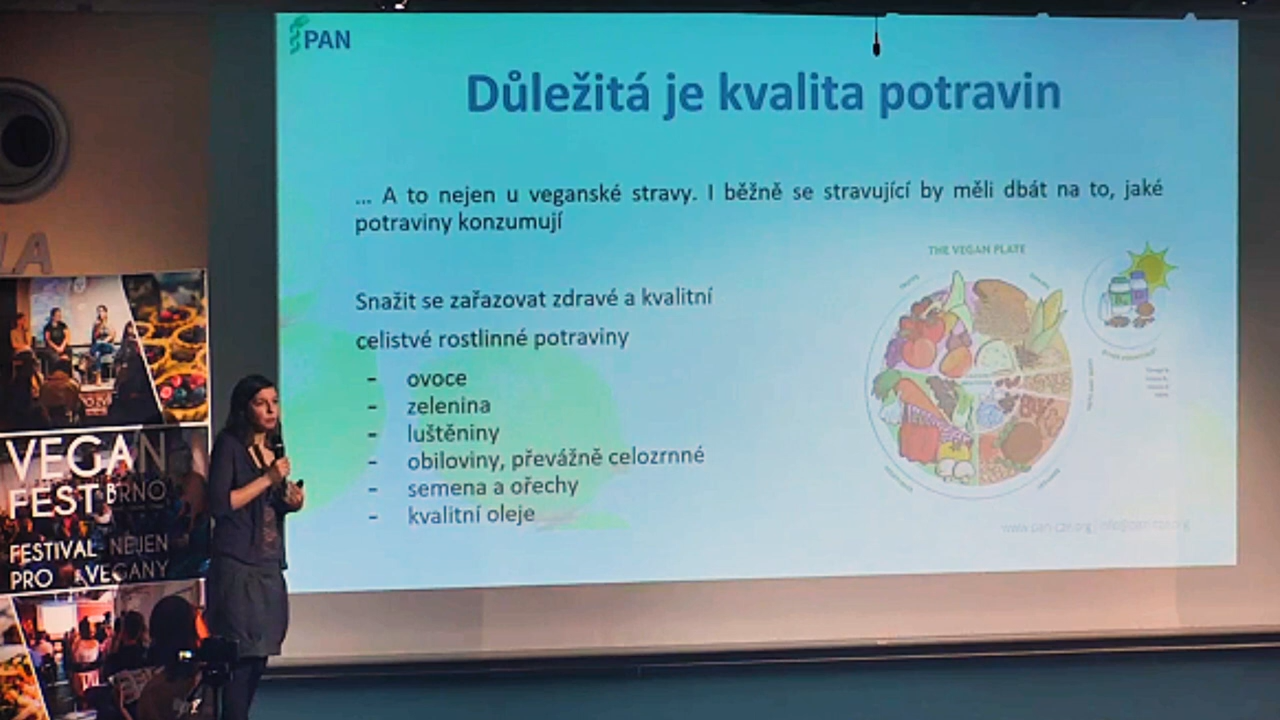 PAN
Důležitá je kvalita potravin
... A to nejen u veganské stravy. I běžně se stravující by měli dbát na to, jaké
potraviny konzumují
Snažit se zařazovat zdravé a kvalitní
celistvé rostlinné potraviny
- ovoce
- zelenina
- luštěniny
- obiloviny, převážně celozrnné
- semena a ořechy
- kvalitní oleje
THE VEGAN PLATE
VEGAN
FEST BRNO
FESTIVAL NEJEN
PRO VEGANY